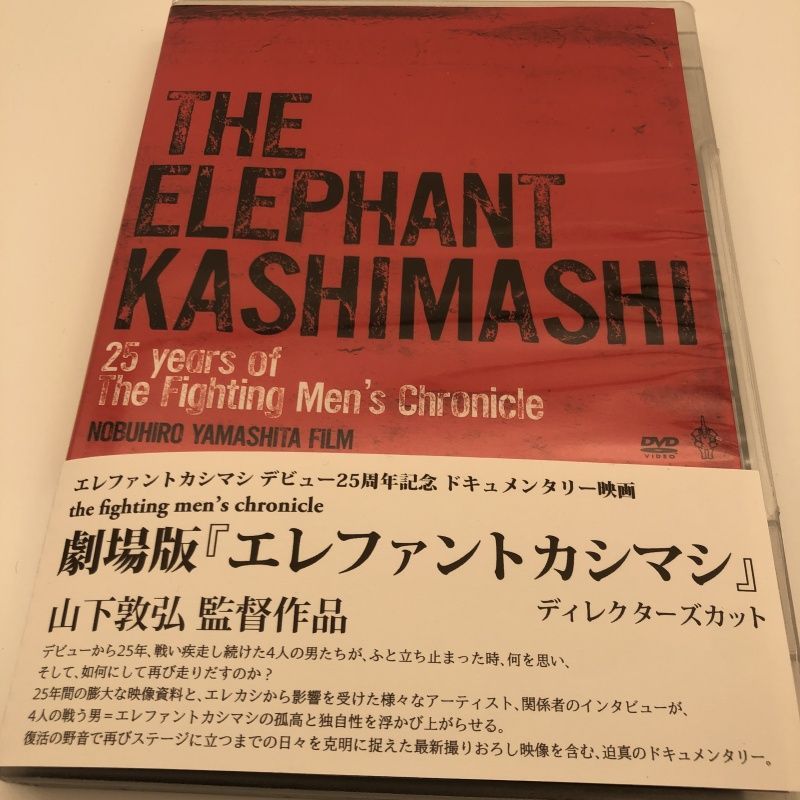 THE
ELEPHANT
KASHIMASHI
25 years of
The Fighting Men's Chronicle
NOBUHIRO YAMASHITA FILM
DVD
VIDEO
エレファントカシマシ デビュー25周年記念 ドキュメンタリー映画
the fighting men's chronicle
劇場版『エレファントカシマシ』
山下敦弘 監督作品 ディレクターズカット
デビューから25年、戦い疾走し続けた4人の男たちが、ふと立ち止まった時、何を思い、
そして、如何にして再び走りだすのか？
25年間の膨大な映像資料と、エレカシから影響を受けた様々なアーティスト、関係者のインタビューが、
4人の戦う男＝エレファントカシマシの孤高と独自性を浮かび上がらせる。
復活の野音で再びステージに立つまでの日々を克明に捉えた最新撮りおろし映像を含む、迫真のドキュメンタリー。